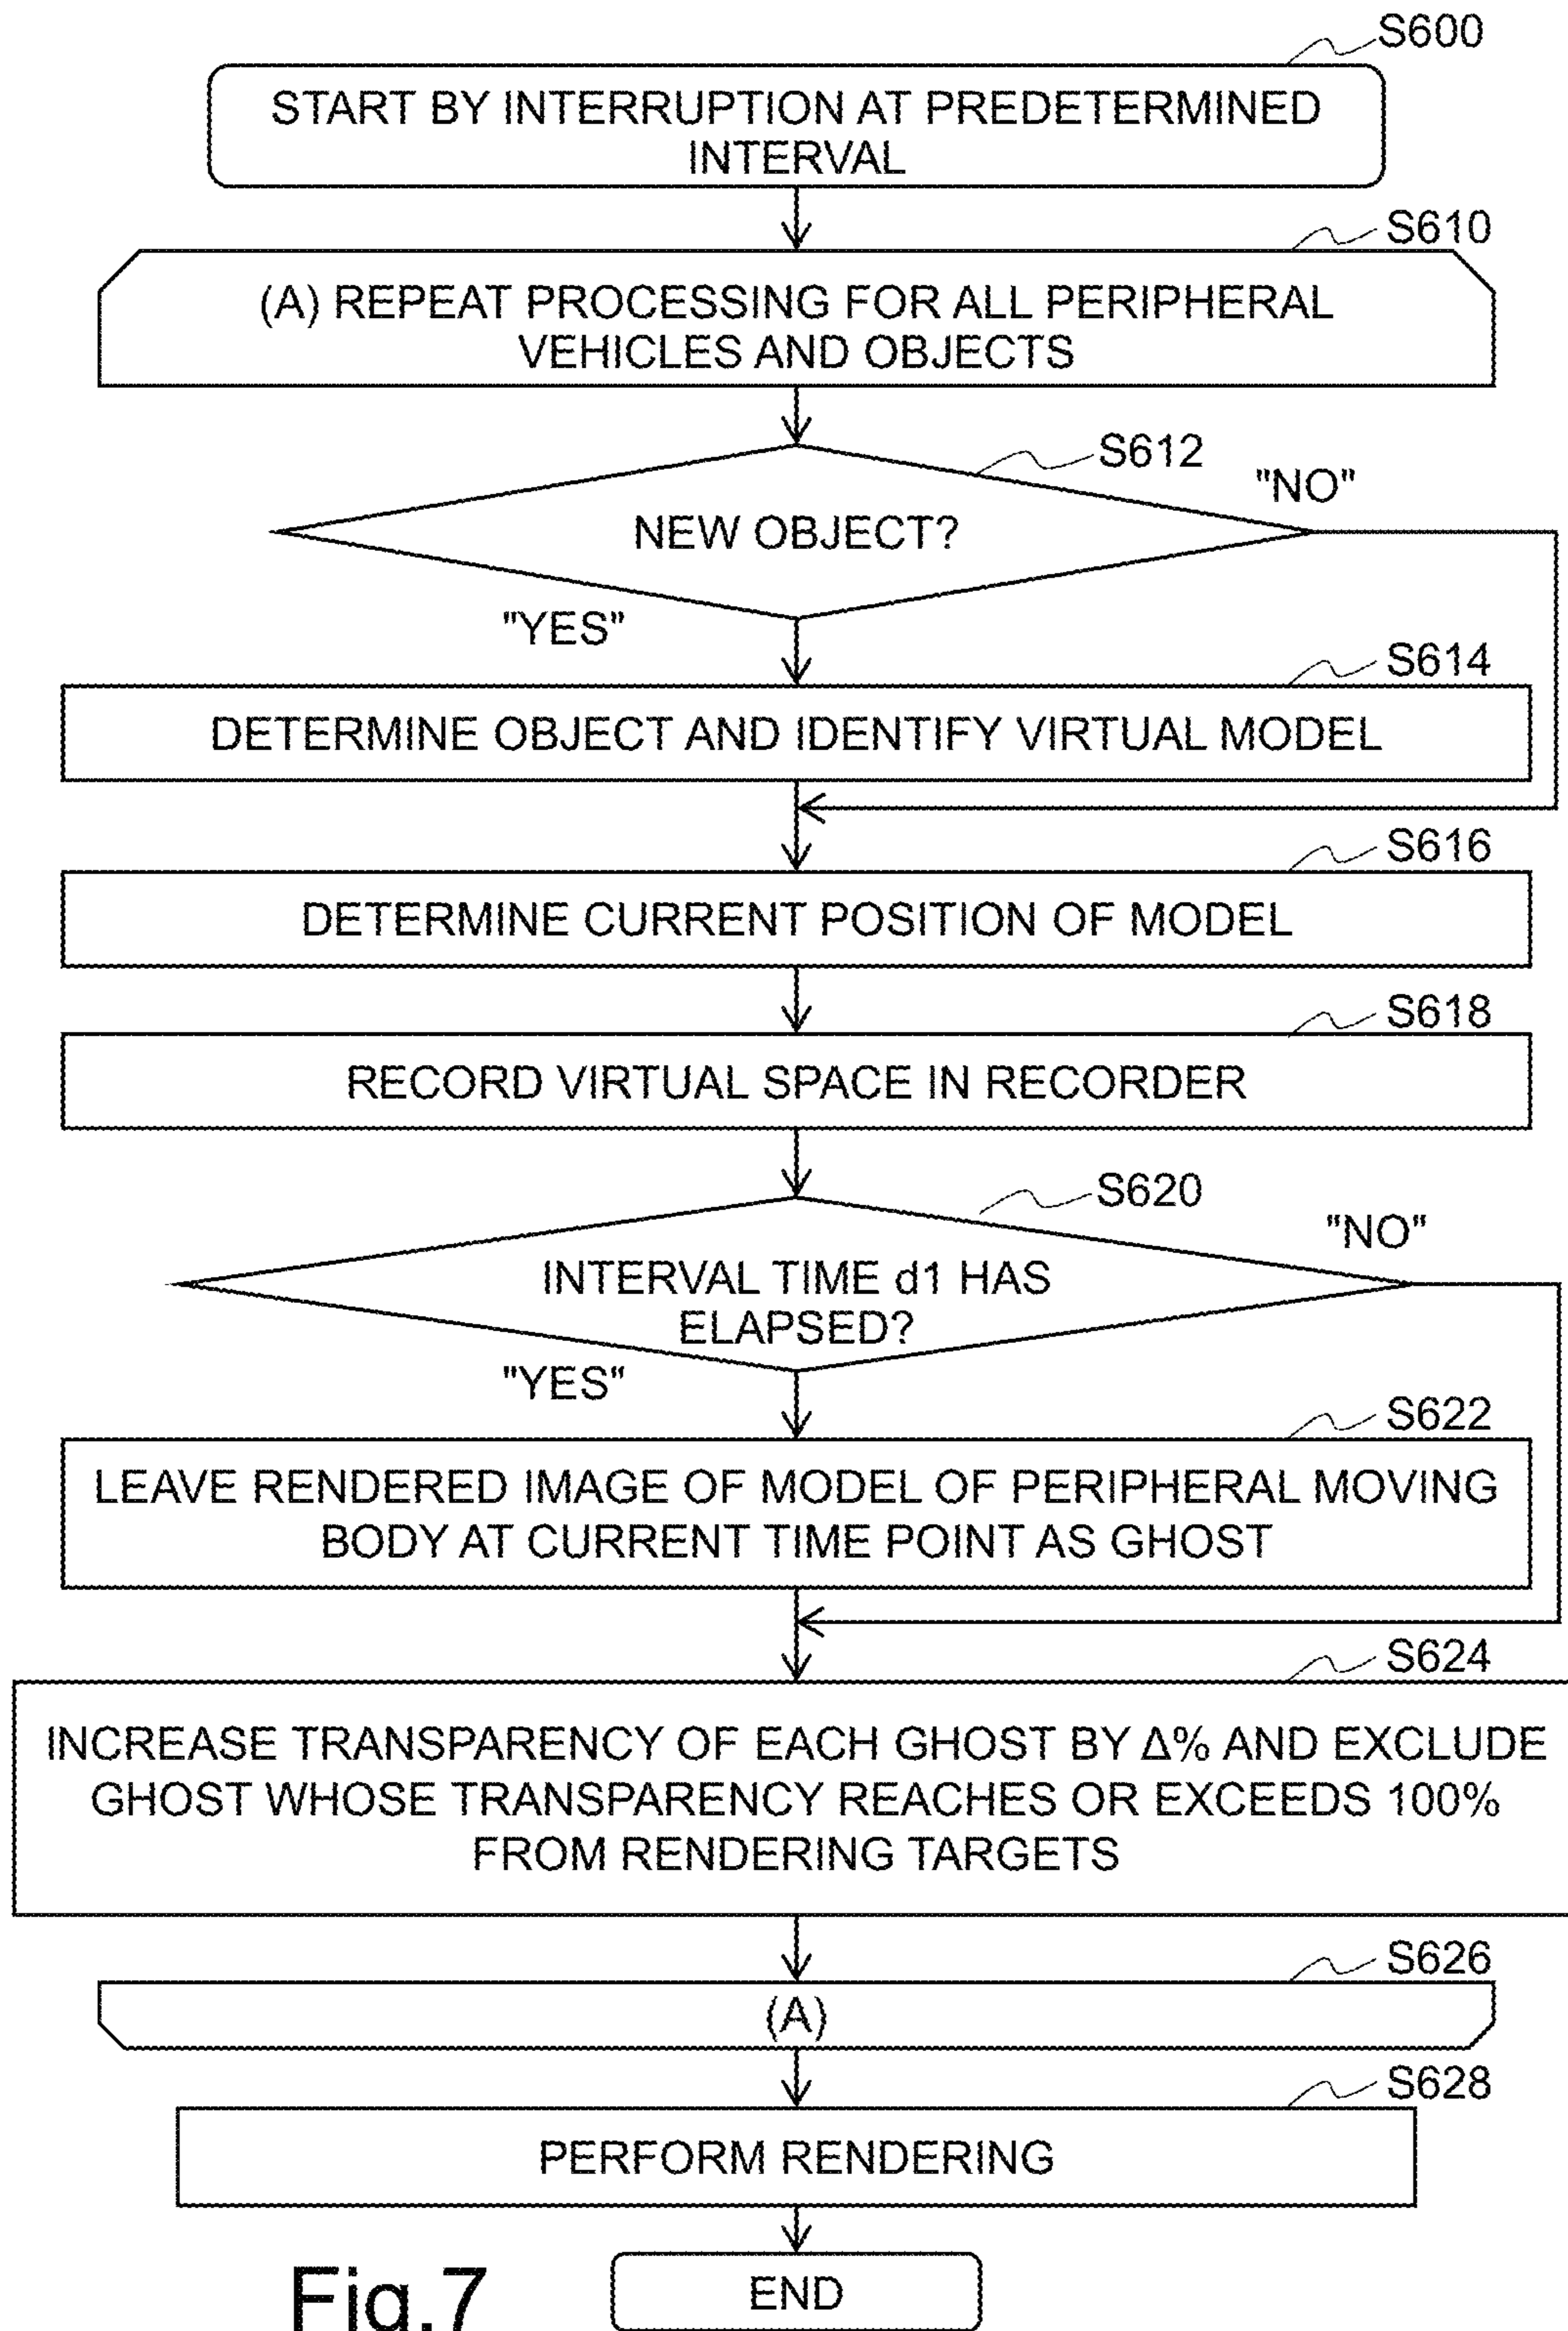 S600
START BY INTERRUPTION AT PREDETERMINED
INTERVAL
S610
(A) REPEAT PROCESSING FOR ALL PERIPHERAL
VEHICLES AND OBJECTS
S612
"NO"
NEW OBJECT?
"YES"
S614
DETERMINE OBJECT AND IDENTIFY VIRTUAL MODEL
S616
DETERMINE CURRENT POSITION OF MODEL
S618
RECORD VIRTUAL SPACE IN RECORDER
S620
"NO"
INTERVAL TIME d1 HAS
ELAPSED?
"YES"
S622
LEAVE RENDERED IMAGE OF MODEL OF PERIPHERAL MOVING
BODY AT CURRENT TIME POINT AS GHOST
S624
INCREASE TRANSPARENCY OF EACH GHOST BY Δ% AND EXCLUDE
GHOST WHOSE TRANSPARENCY REACHES OR EXCEEDS 100%
FROM RENDERING TARGETS
S626
(A)
S628
PERFORM RENDERING
END
Fig.7